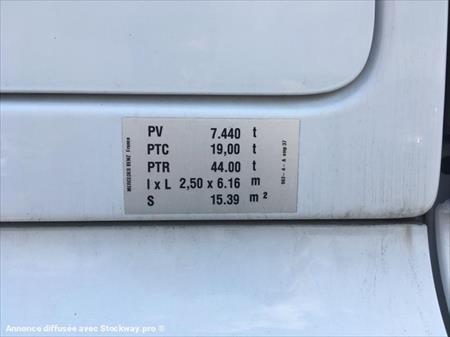 MERCEDES BENZ France
PV 7.440 t
PTC 19,00 t
PTR 44.00 t
l x L 2,50 x 6.16 m
S 15.39 m²
Annonce diffusée avec Stockway.pro ®